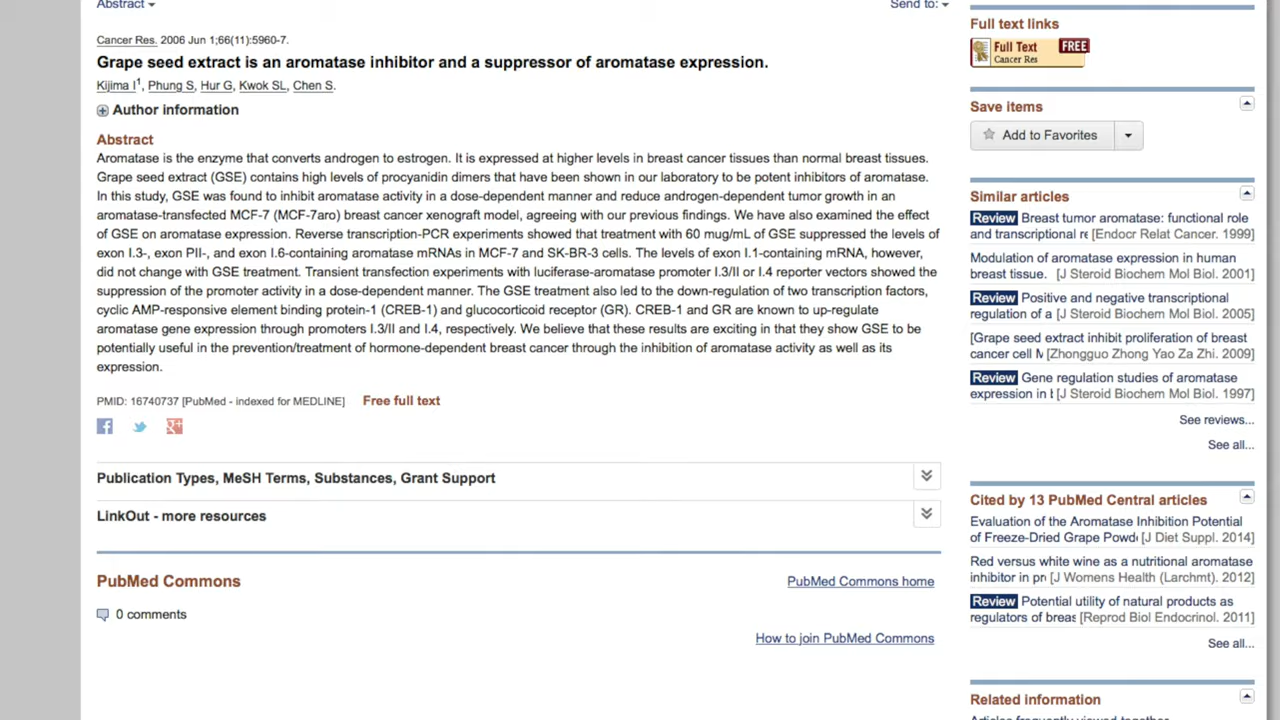 Abstract
Send to:
Cancer Res. 2006 Jun 1;66(11):5960-7.
Grape seed extract is an aromatase inhibitor and a suppressor of aromatase expression.
Kijima I1, Phung S, Hur G, Kwok SL, Chen S.
Author information
Abstract
Aromatase is the enzyme that converts androgen to estrogen. It is expressed at higher levels in breast cancer tissues than normal breast tissues.
Grape seed extract (GSE) contains high levels of procyanidin dimers that have been shown in our laboratory to be potent inhibitors of aromatase.
In this study, GSE was found to inhibit aromatase activity in a dose-dependent manner and reduce androgen-dependent tumor growth in an
aromatase-transfected MCF-7 (MCF-7aro) breast cancer xenograft model, agreeing with our previous findings. We have also examined the effect
of GSE on aromatase expression. Reverse transcription-PCR experiments showed that treatment with 60 mug/mL of GSE suppressed the levels of
exon I.3-, exon PII-, and exon I.6-containing aromatase mRNAs in MCF-7 and SK-BR-3 cells. The levels of exon I.1-containing mRNA, however,
did not change with GSE treatment. Transient transfection experiments with luciferase-aromatase promoter I.3/II or I.4 reporter vectors showed the
suppression of the promoter activity in a dose-dependent manner. The GSE treatment also led to the down-regulation of two transcription factors,
cyclic AMP-responsive element binding protein-1 (CREB-1) and glucocorticoid receptor (GR). CREB-1 and GR are known to up-regulate
aromatase gene expression through promoters I.3/II and I.4, respectively. We believe that these results are exciting in that they show GSE to be
potentially useful in the prevention/treatment of hormone-dependent breast cancer through the inhibition of aromatase activity as well as its
expression.
PMID: 16740737 [PubMed - indexed for MEDLINE]
Free full text
Publication Types, MeSH Terms, Substances, Grant Support
LinkOut - more resources
PubMed Commons
PubMed Commons home
0 comments
How to join PubMed Commons
Full text links
Full Text FREE
Cancer Res
Save items
Add to Favorites
Similar articles
Review Breast tumor aromatase: functional role
and transcriptional re [Endocr Relat Cancer. 1999]
Modulation of aromatase expression in human
breast tissue. [J Steroid Biochem Mol Biol. 2001]
Review Positive and negative transcriptional
regulation of a [J Steroid Biochem Mol Biol. 2005]
[Grape seed extract inhibit proliferation of breast
cancer cell M [Zhongguo Zhong Yao Za Zhi. 2009]
Review Gene regulation studies of aromatase
expression in b [J Steroid Biochem Mol Biol. 1997]
See reviews...
See all...
Cited by 13 PubMed Central articles
Evaluation of the Aromatase Inhibition Potential
of Freeze-Dried Grape Powd [J Diet Suppl. 2014]
Red versus white wine as a nutritional aromatase
inhibitor in pr [J Womens Health (Larchmt). 2012]
Review Potential utility of natural products as
regulators of breas [Reprod Biol Endocrinol. 2011]
See all...
Related information
Articles frequently viewed together